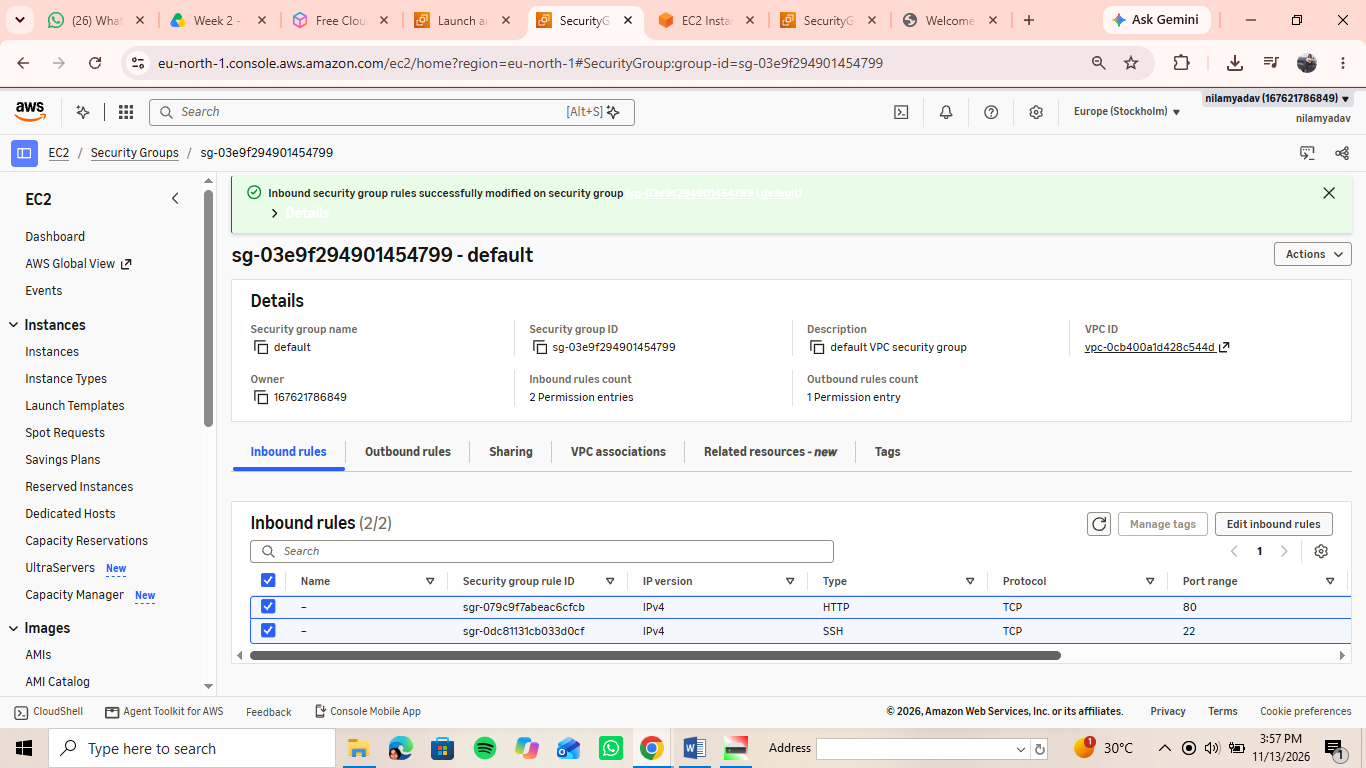 (26) What
Week 2 -
Free Clou
Launch a
SecurityG
EC2 Instan
SecurityG
Welcome
Ask Gemini
eu-north-1.console.aws.amazon.com/ec2/home?region=eu-north-1#SecurityGroup:group-id=sg-03e9f294901454799
aws
Search [Alt+S]
Europe (Stockholm)
nilamyadav (167621786849)
nilamyadav
EC2 / Security Groups / sg-03e9f294901454799
EC2
Dashboard
AWS Global View
Events
Instances
Instances
Instance Types
Launch Templates
Spot Requests
Savings Plans
Reserved Instances
Dedicated Hosts
Capacity Reservations
UltraServers New
Capacity Manager New
Images
AMIs
AMI Catalog
Inbound security group rules successfully modified on security group (sg-03e9f294901454799 | default)
Details
sg-03e9f294901454799 - default
Actions
Details
Security group name
default
Security group ID
sg-03e9f294901454799
Description
default VPC security group
VPC ID
vpc-0cb400a1d428c544d
Owner
167621786849
Inbound rules count
2 Permission entries
Outbound rules count
1 Permission entry
Inbound rules
Outbound rules
Sharing
VPC associations
Related resources - new
Tags
Inbound rules (2/2)
Manage tags
Edit inbound rules
Search
1
Name Security group rule ID IP version Type Protocol Port range
– sgr-079c9f7abeac6cfcb IPv4 HTTP TCP 80
– sgr-0dc81131cb033d0cf IPv4 SSH TCP 22
CloudShell
Agent Toolkit for AWS
Feedback
Console Mobile App
© 2026, Amazon Web Services, Inc. or its affiliates.
Privacy
Terms
Cookie preferences
Type here to search
Address
1
30°C
3:57 PM
11/13/2026
1